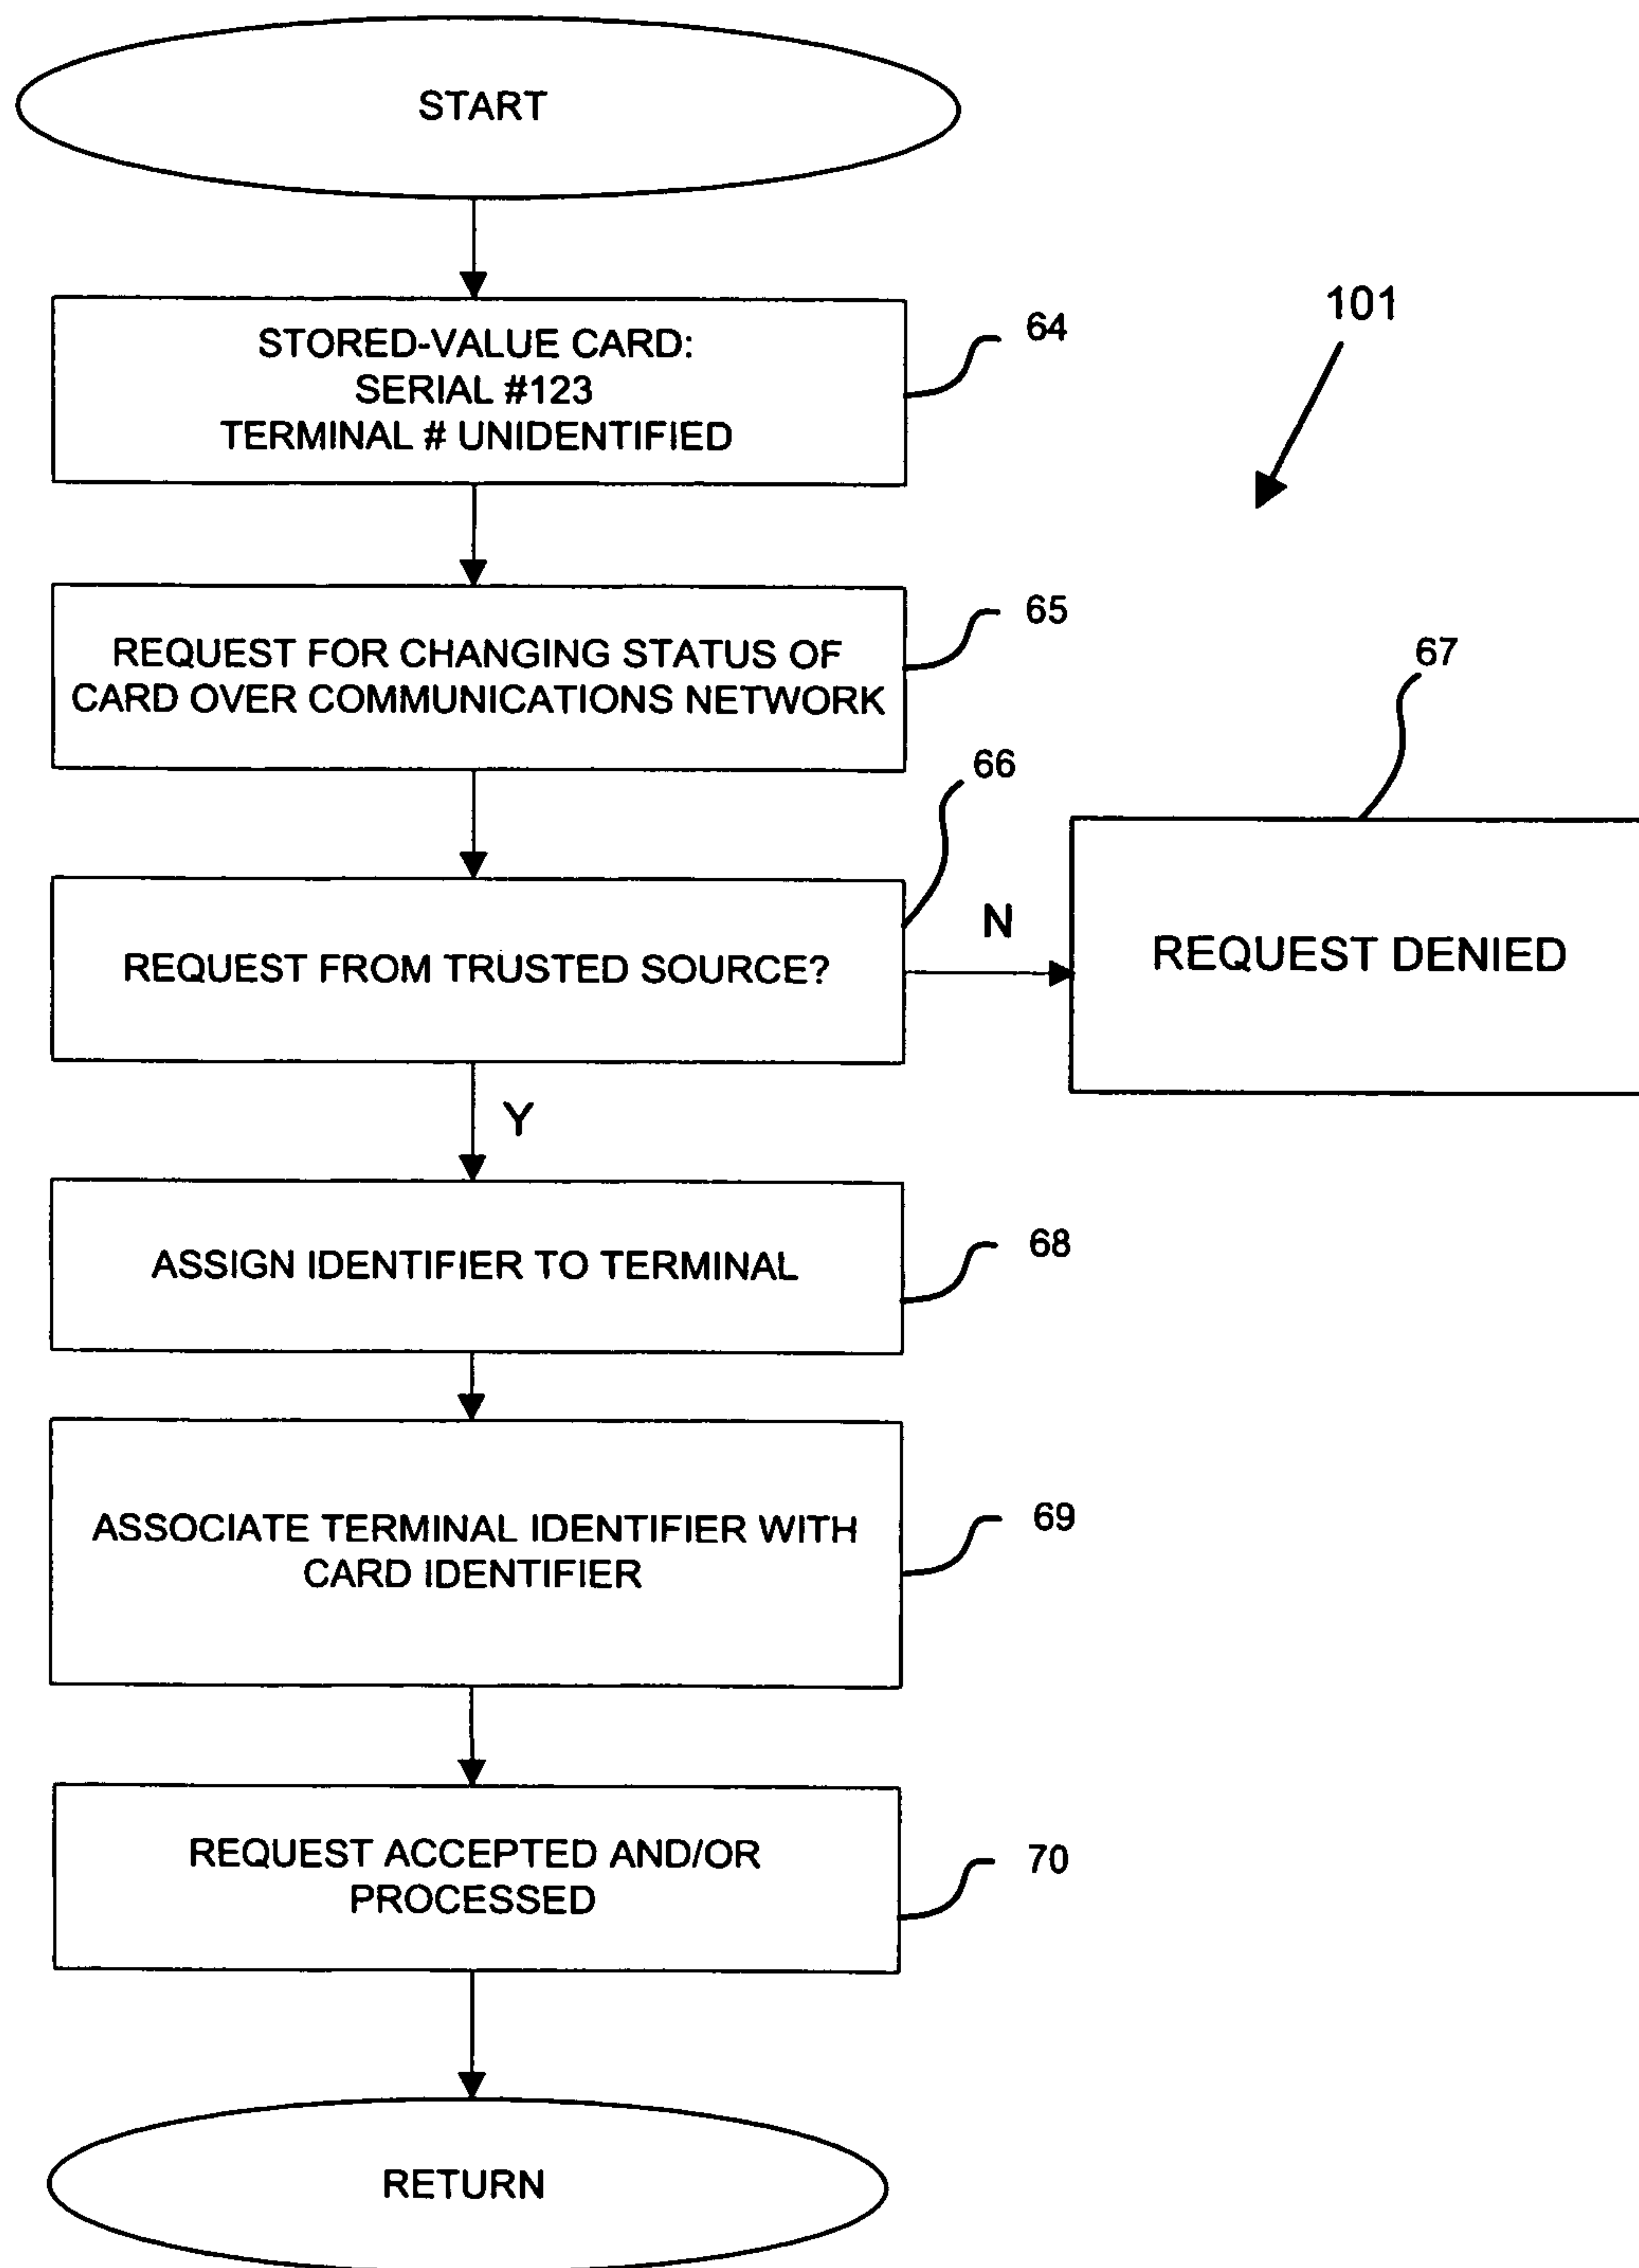 START
STORED-VALUE CARD:
SERIAL #123
TERMINAL # UNIDENTIFIED
64
101
REQUEST FOR CHANGING STATUS OF
CARD OVER COMMUNICATIONS NETWORK
65
66
67
REQUEST FROM TRUSTED SOURCE?
N
REQUEST DENIED
Y
ASSIGN IDENTIFIER TO TERMINAL
68
ASSOCIATE TERMINAL IDENTIFIER WITH
CARD IDENTIFIER
69
REQUEST ACCEPTED AND/OR
PROCESSED
70
RETURN